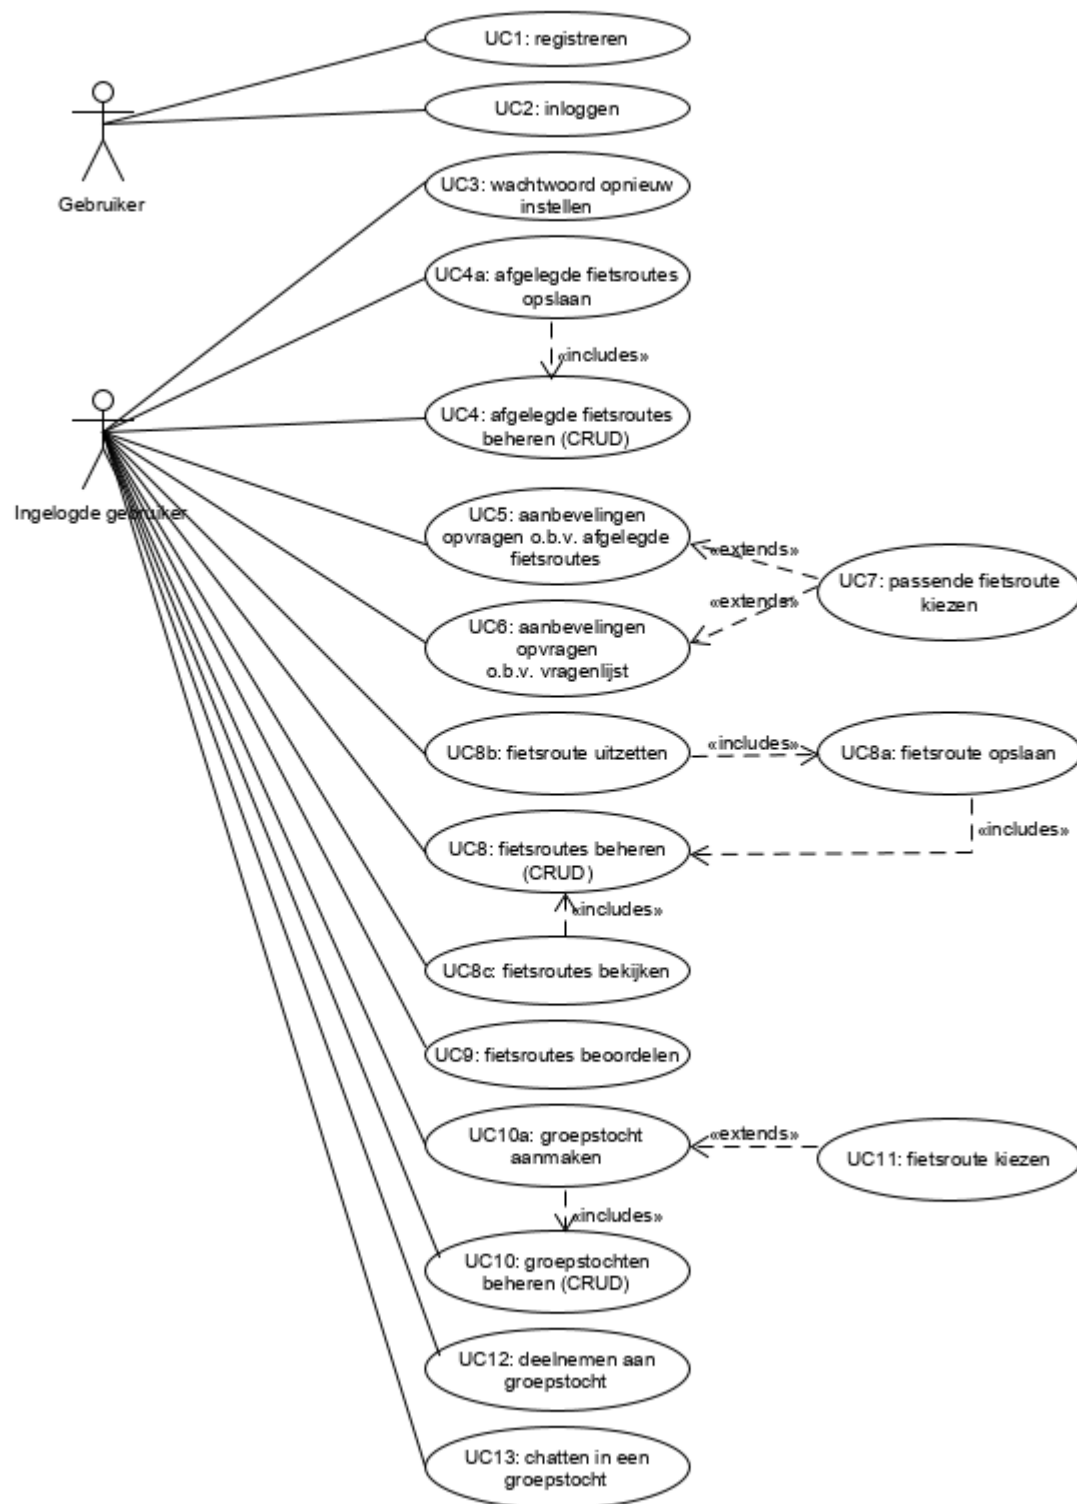 UC1: registreren
UC2: inloggen
Gebruiker
UC3: wachtwoord opnieuw
instellen
UC4a: afgelegde fietsroutes
opslaan
«includes»
UC4: afgelegde fietsroutes
beheren (CRUD)
Ingelogde gebruiker
UC5: aanbevelingen
opvragen o.b.v. afgelegde
fietsroutes
«extends»
UC7: passende fietsroute
kiezen
«extends»
UC6: aanbevelingen
opvragen
o.b.v. vragenlijst
UC8b: fietsroute uitzetten
«includes»
UC8a: fietsroute opslaan
«includes»
UC8: fietsroutes beheren
(CRUD)
«includes»
UC8c: fietsroutes bekijken
UC9: fietsroutes beoordelen
UC10a: groepstocht
aanmaken
«extends»
UC11: fietsroute kiezen
«includes»
UC10: groepstochten
beheren (CRUD)
UC12: deelnemen aan
groepstocht
UC13: chatten in een
groepstocht